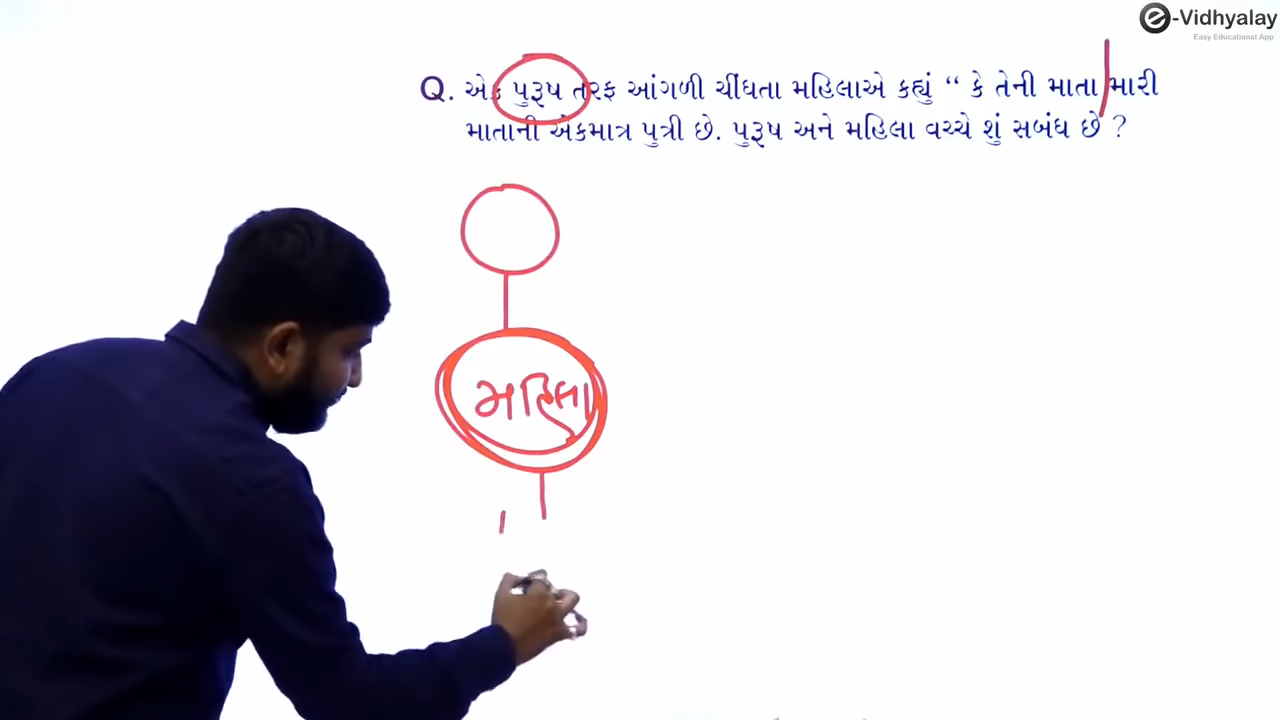 e-Vidhyalay
Easy Educational App
Q. એક પુરૂષ તરફ આંગળી ચીંધતા મહિલાએ કહ્યું “ કે તેની માતા મારી
માતાની એકમાત્ર પુત્રી છે. પુરૂષ અને મહિલા વચ્ચે શું સબંધ છે ?
મહિલા